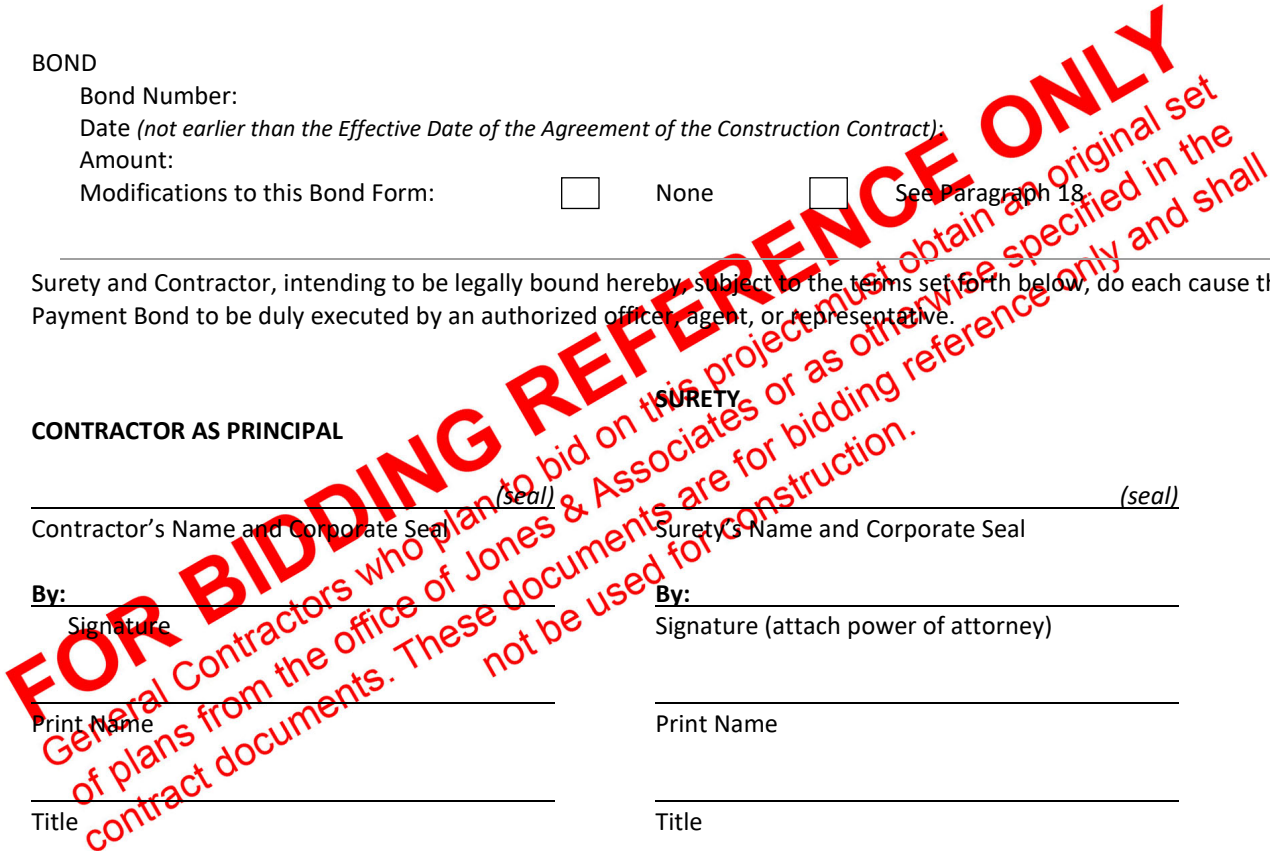 BOND
Bond Number:
Date (not earlier than the Effective Date of the Agreement of the Construction Contract):
Amount:
Modifications to this Bond Form: None See Paragraph 18
Surety and Contractor, intending to be legally bound hereby, subject to the terms set forth below, do each cause th
Payment Bond to be duly executed by an authorized officer, agent, or representative.
SURETY
CONTRACTOR AS PRINCIPAL
(seal) (seal)
Contractor’s Name and Corporate Seal Surety’s Name and Corporate Seal
By: By:
Signature Signature (attach power of attorney)
Print Name Print Name
Title Title
FOR BIDDING REFERENCE ONLY
General Contractors who plan to bid on this project must obtain an original set
of plans from the office of Jones & Associates or as otherwise specified in the
contract documents. These documents are for bidding reference only and shall
not be used for construction.